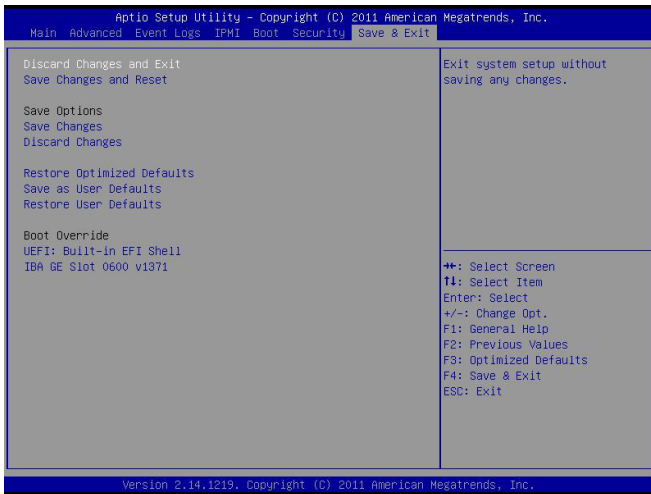 Aptio Setup Utility – Copyright (C) 2011 American Megatrends, Inc.
Main Advanced Event Logs IPMI Boot Security Save & Exit
Discard Changes and Exit
Save Changes and Reset
Save Options
Save Changes
Discard Changes
Restore Optimized Defaults
Save as User Defaults
Restore User Defaults
Boot Override
UEFI: Built-in EFI Shell
IBA GE Slot 0600 v1371
Exit system setup without
saving any changes.
→←: Select Screen
↑↓: Select Item
Enter: Select
+/-: Change Opt.
F1: General Help
F2: Previous Values
F3: Optimized Defaults
F4: Save & Exit
ESC: Exit
Version 2.14.1219. Copyright (C) 2011 American Megatrends, Inc.